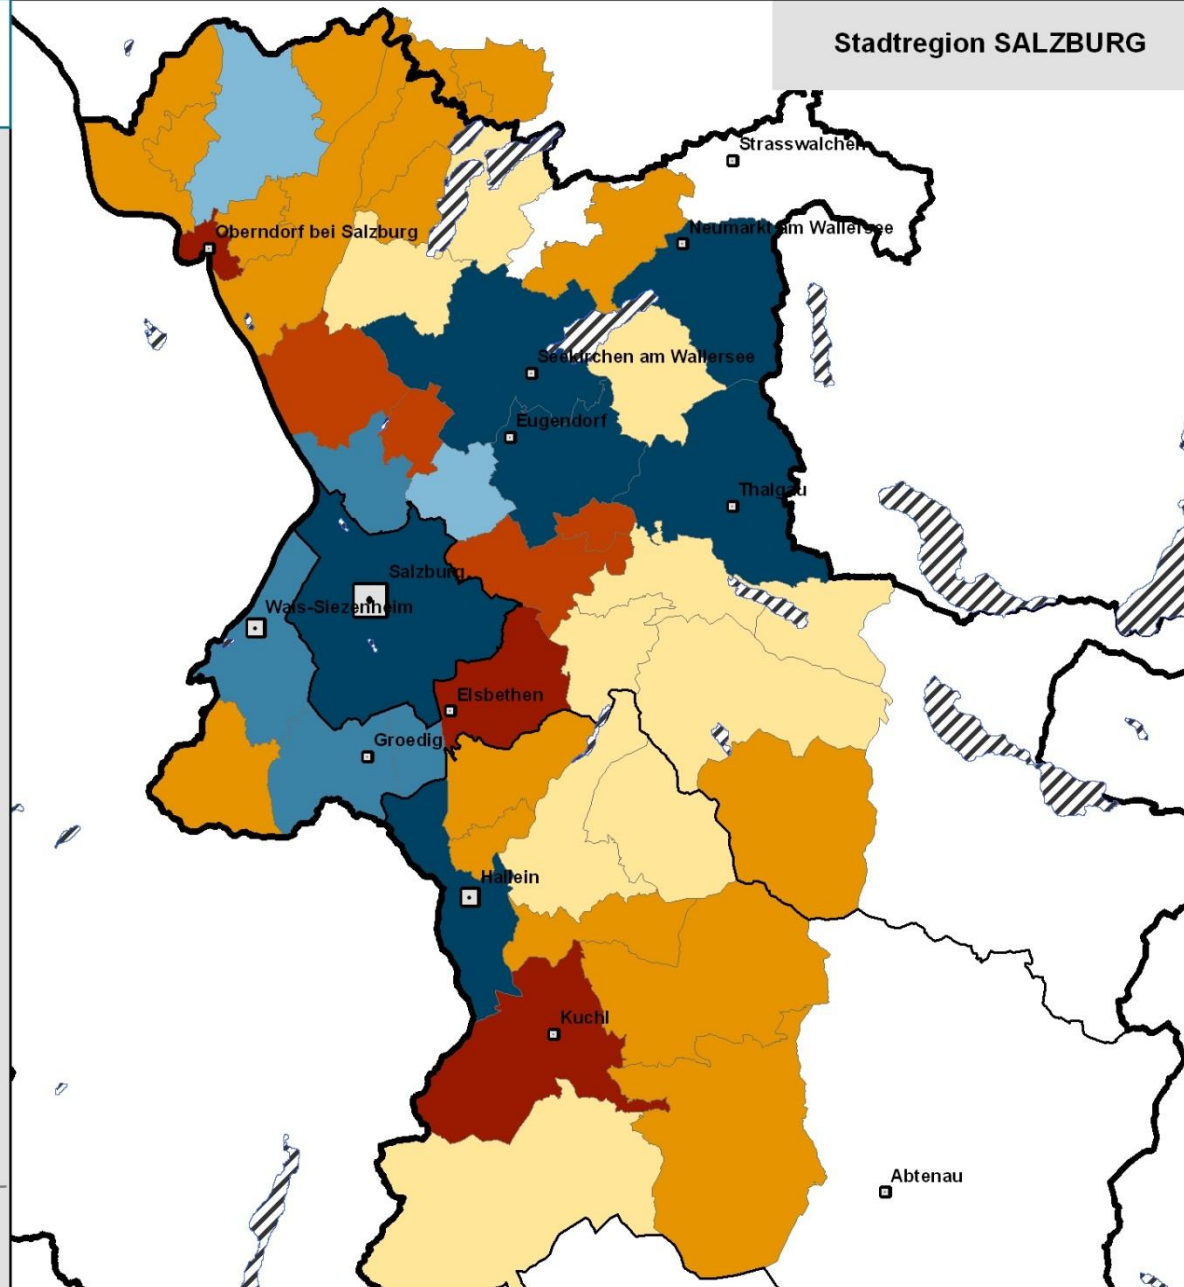 Stadtregion SALZBURG
Strasswalchen
Oberndorf bei Salzburg
Neumarkt am Wallersee
Seekirchen am Wallersee
Eugendorf
Thalgau
Salzburg
Wals-Siezenheim
Elsbethen
Groedig
Hallein
Kuchl
Abtenau